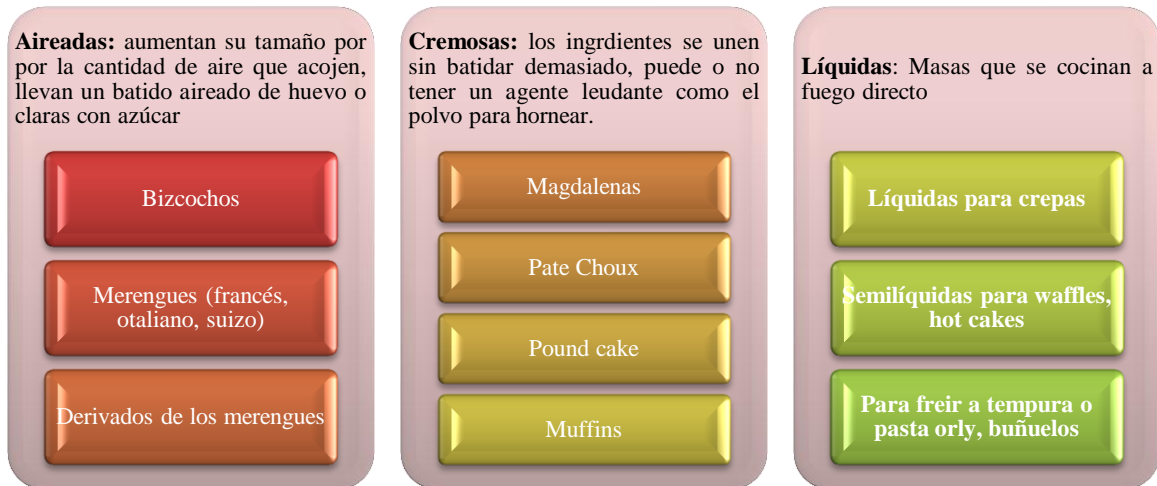 Aireadas: aumentan su tamaño por
por la cantidad de aire que acojen,
llevan un batido aireado de huevo o
claras con azúcar
Bizcochos
Merengues (francés,
otaliano, suizo)
Derivados de los merengues
Cremosas: los ingrdientes se unen
sin batidar demasiado, puede o no
tener un agente leudante como el
polvo para hornear.
Magdalenas
Pate Choux
Pound cake
Muffins
Líquidas: Masas que se cocinan a
fuego directo
Líquidas para crepas
Semilíquidas para waffles,
hot cakes
Para freir a tempura o
pasta orly, buñuelos